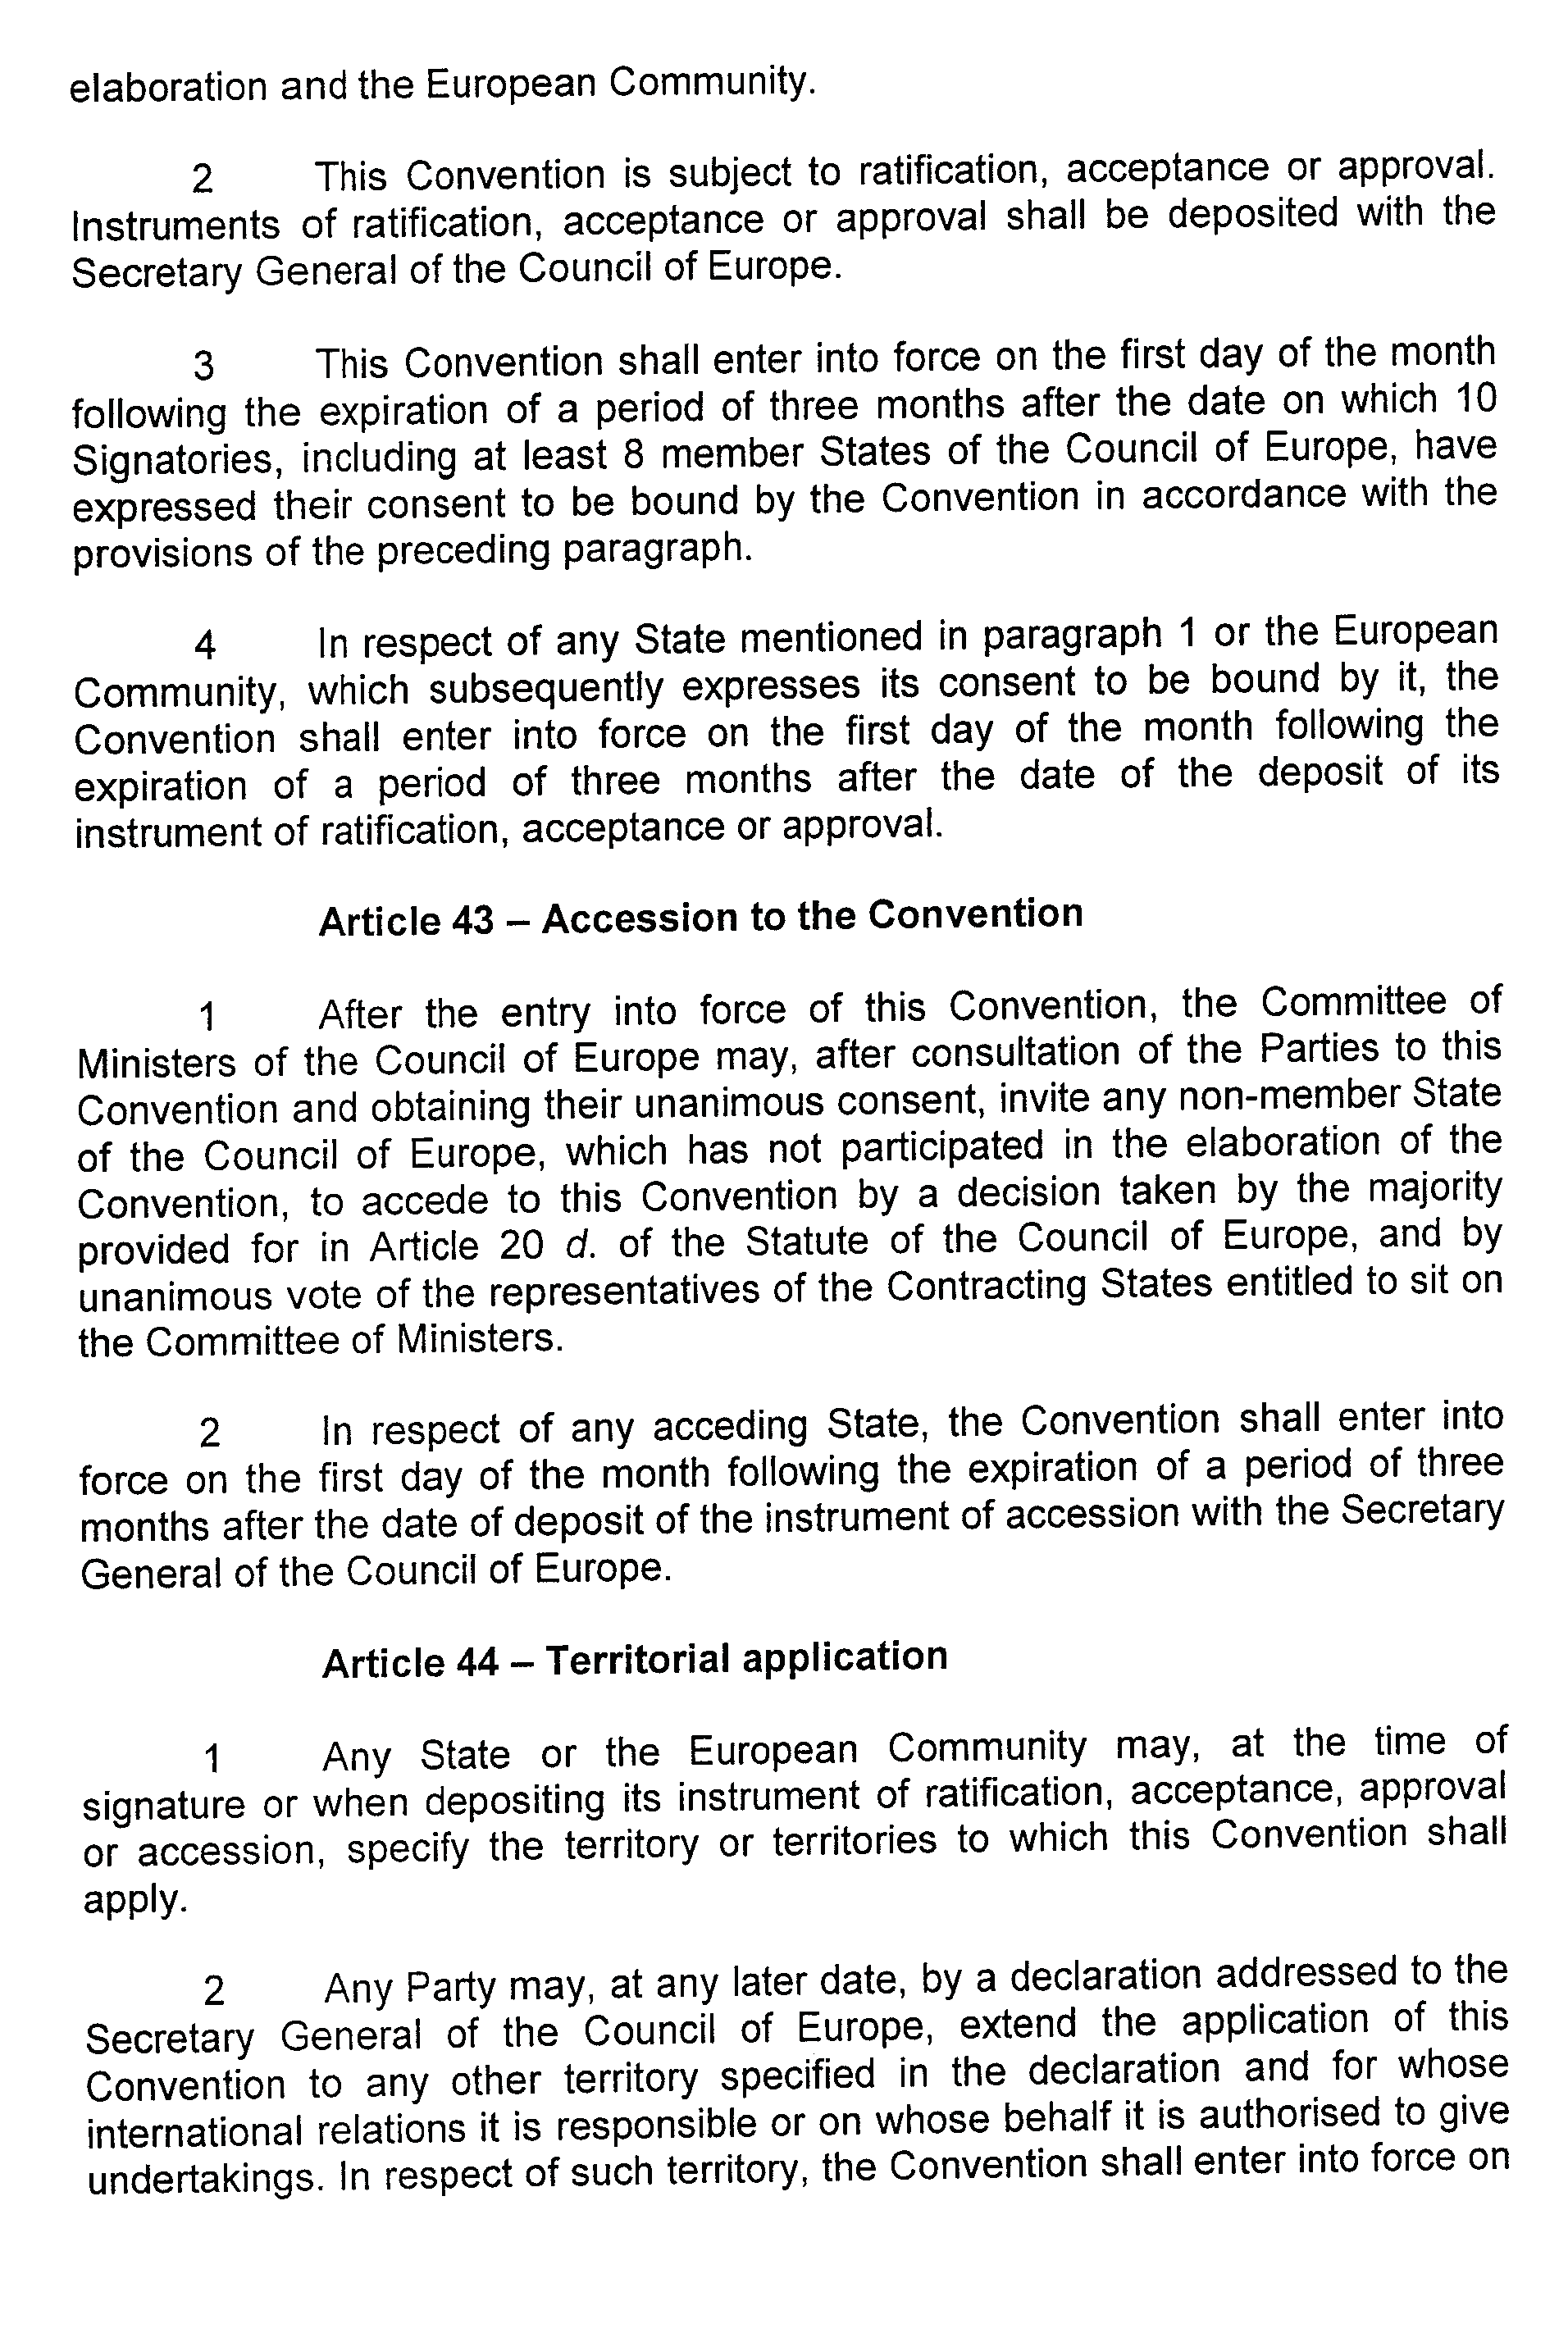 elaboration and the European Community.
2 This Convention is subject to ratification, acceptance or approval.
Instruments of ratification, acceptance or approval shall be deposited with the
Secretary General of the Council of Europe.
3 This Convention shall enter into force on the first day of the month
following the expiration of a period of three months after the date on which 10
Signatories, including at least 8 member States of the Council of Europe, have
expressed their consent to be bound by the Convention in accordance with the
provisions of the preceding paragraph.
4 In respect of any State mentioned in paragraph 1 or the European
Community, which subsequently expresses its consent to be bound by it, the
Convention shall enter into force on the first day of the month following the
expiration of a period of three months after the date of the deposit of its
instrument of ratification, acceptance or approval.
Article 43 – Accession to the Convention
1 After the entry into force of this Convention, the Committee of
Ministers of the Council of Europe may, after consultation of the Parties to this
Convention and obtaining their unanimous consent, invite any non-member State
of the Council of Europe, which has not participated in the elaboration of the
Convention, to accede to this Convention by a decision taken by the majority
provided for in Article 20 d. of the Statute of the Council of Europe, and by
unanimous vote of the representatives of the Contracting States entitled to sit on
the Committee of Ministers.
2 In respect of any acceding State, the Convention shall enter into
force on the first day of the month following the expiration of a period of three
months after the date of deposit of the instrument of accession with the Secretary
General of the Council of Europe.
Article 44 – Territorial application
1 Any State or the European Community may, at the time of
signature or when depositing its instrument of ratification, acceptance, approval
or accession, specify the territory or territories to which this Convention shall
apply.
2 Any Party may, at any later date, by a declaration addressed to the
Secretary General of the Council of Europe, extend the application of this
Convention to any other territory specified in the declaration and for whose
international relations it is responsible or on whose behalf it is authorised to give
undertakings. In respect of such territory, the Convention shall enter into force on